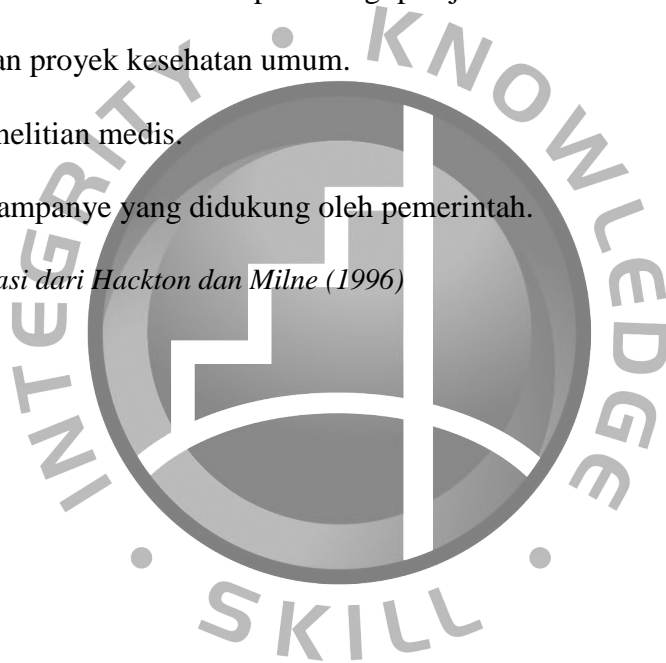 an proyek kesehatan umum.
nelitian medis.
ampanye yang didukung oleh pemerintah.
asi dari Hackton dan Milne (1996)
INTEGRITY • KNOWLEDGE • SKILL •